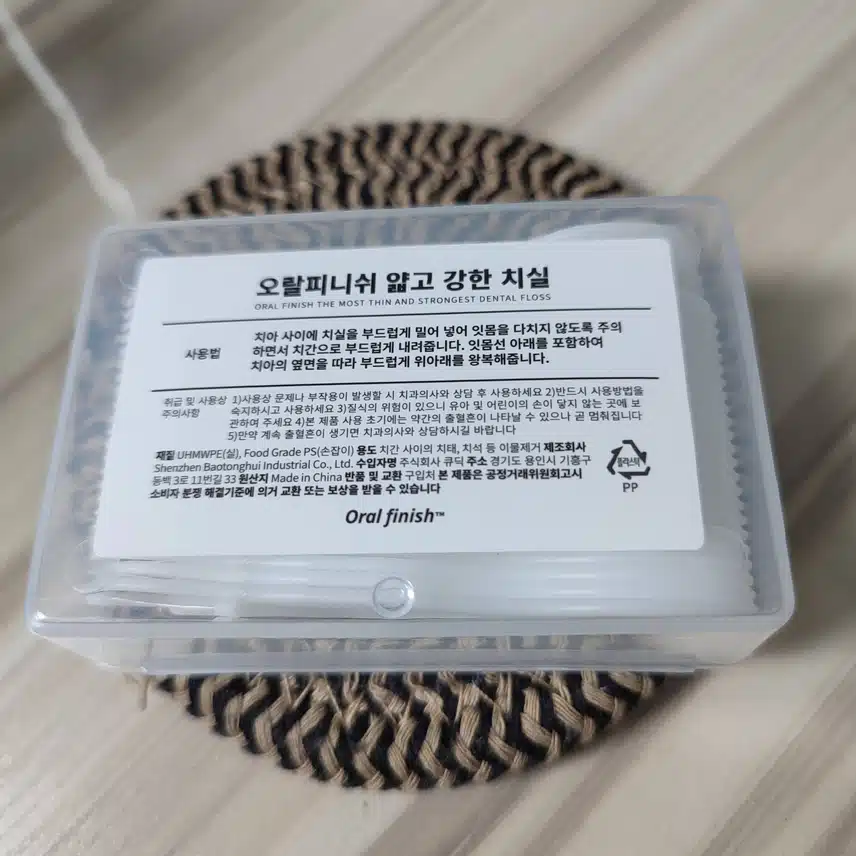 오랄피니쉬 얇고 강한 치실
ORAL FINISH THE MOST THIN AND STRONGEST DENTAL FLOSS
사용법
치아 사이에 치실을 부드럽게 밀어 넣어 잇몸을 다치지 않도록 주의
하면서 치간으로 부드럽게 내려줍니다. 잇몸선 아래를 포함하여
치아의 옆면을 따라 부드럽게 위아래를 왕복해줍니다.
취급 및 사용상
주의사항
1)사용상 문제나 부작용이 발생할 시 치과의사와 상담 후 사용하세요 2)반드시 사용방법을
숙지하시고 사용하세요 3)질식의 위험이 있으니 유아 및 어린이의 손이 닿지 않는 곳에 보
관하여 주세요 4)본 제품 사용 초기에는 약간의 출혈흔이 나타날 수 있으나 곧 멈춰집니다
5)만약 계속 출혈흔이 생기면 치과의사와 상담하시길 바랍니다
재질 UHMWPE(실), Food Grade PS(손잡이) 용도 치간 사이의 치태, 치석 등 이물제거 제조회사
Shenzhen Baotonghui Industrial Co., Ltd. 수입자명 주식회사 큐딕 주소 경기도 용인시 기흥구
동백 3로 11번길 33 원산지 Made in China 반품 및 교환 구입처 본 제품은 공정거래위원회고시
소비자 분쟁 해결기준에 의거 교환 또는 보상을 받을 수 있습니다
플라스틱
PP
Oral finish™